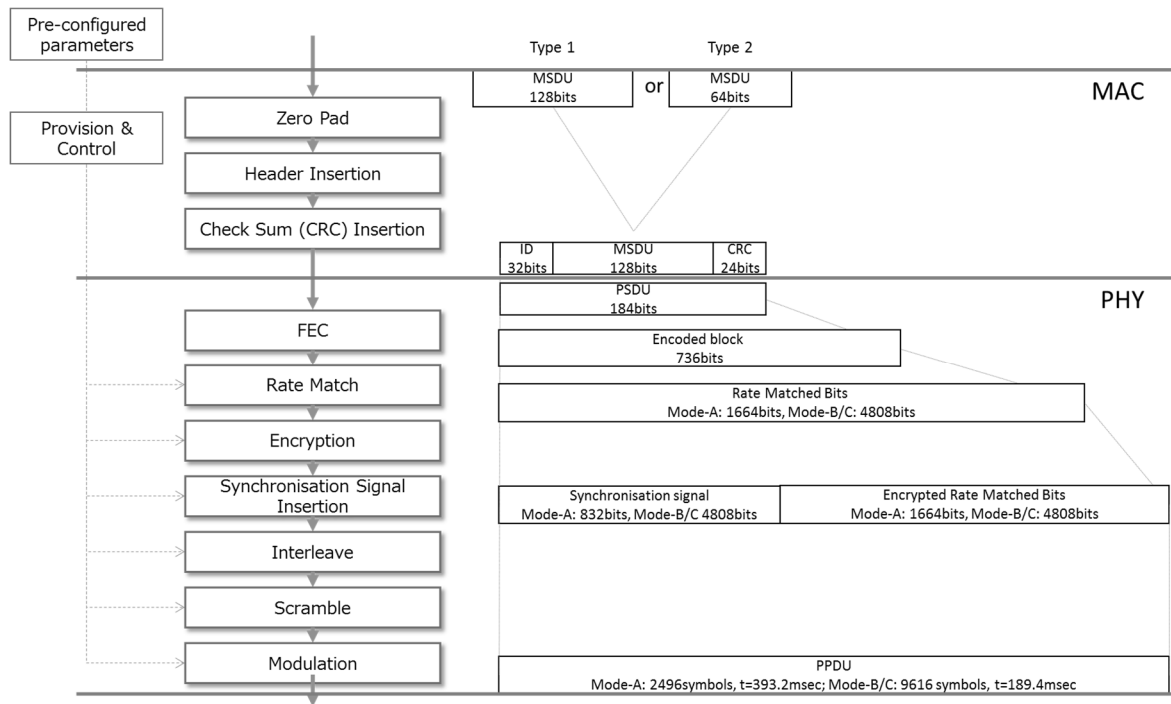 Pre-configured
parameters
Type 1
Type 2
MSDU
128bits
or
MSDU
64bits
MAC
Provision &
Control
Zero Pad
Header Insertion
Check Sum (CRC) Insertion
ID
32bits
MSDU
128bits
CRC
24bits
PHY
PSDU
184bits
FEC
Encoded block
736bits
Rate Match
Rate Matched Bits
Mode-A: 1664bits, Mode-B/C: 4808bits
Encryption
Synchronisation Signal
Insertion
Synchronisation signal
Mode-A: 832bits, Mode-B/C 4808bits
Encrypted Rate Matched Bits
Mode-A: 1664bits, Mode-B/C: 4808bits
Interleave
Scramble
Modulation
PPDU
Mode-A: 2496symbols, t=393.2msec; Mode-B/C: 9616 symbols, t=189.4msec